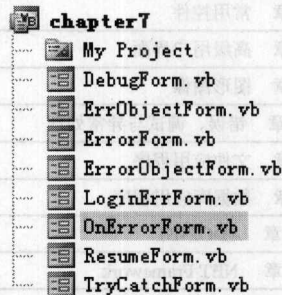 chapter7
My Project
DebugForm.vb
ErrObjectForm.vb
ErrorForm.vb
ErrorObjectForm.vb
LoginErrForm.vb
OnErrorForm.vb
ResumeForm.vb
TryCatchForm.vb